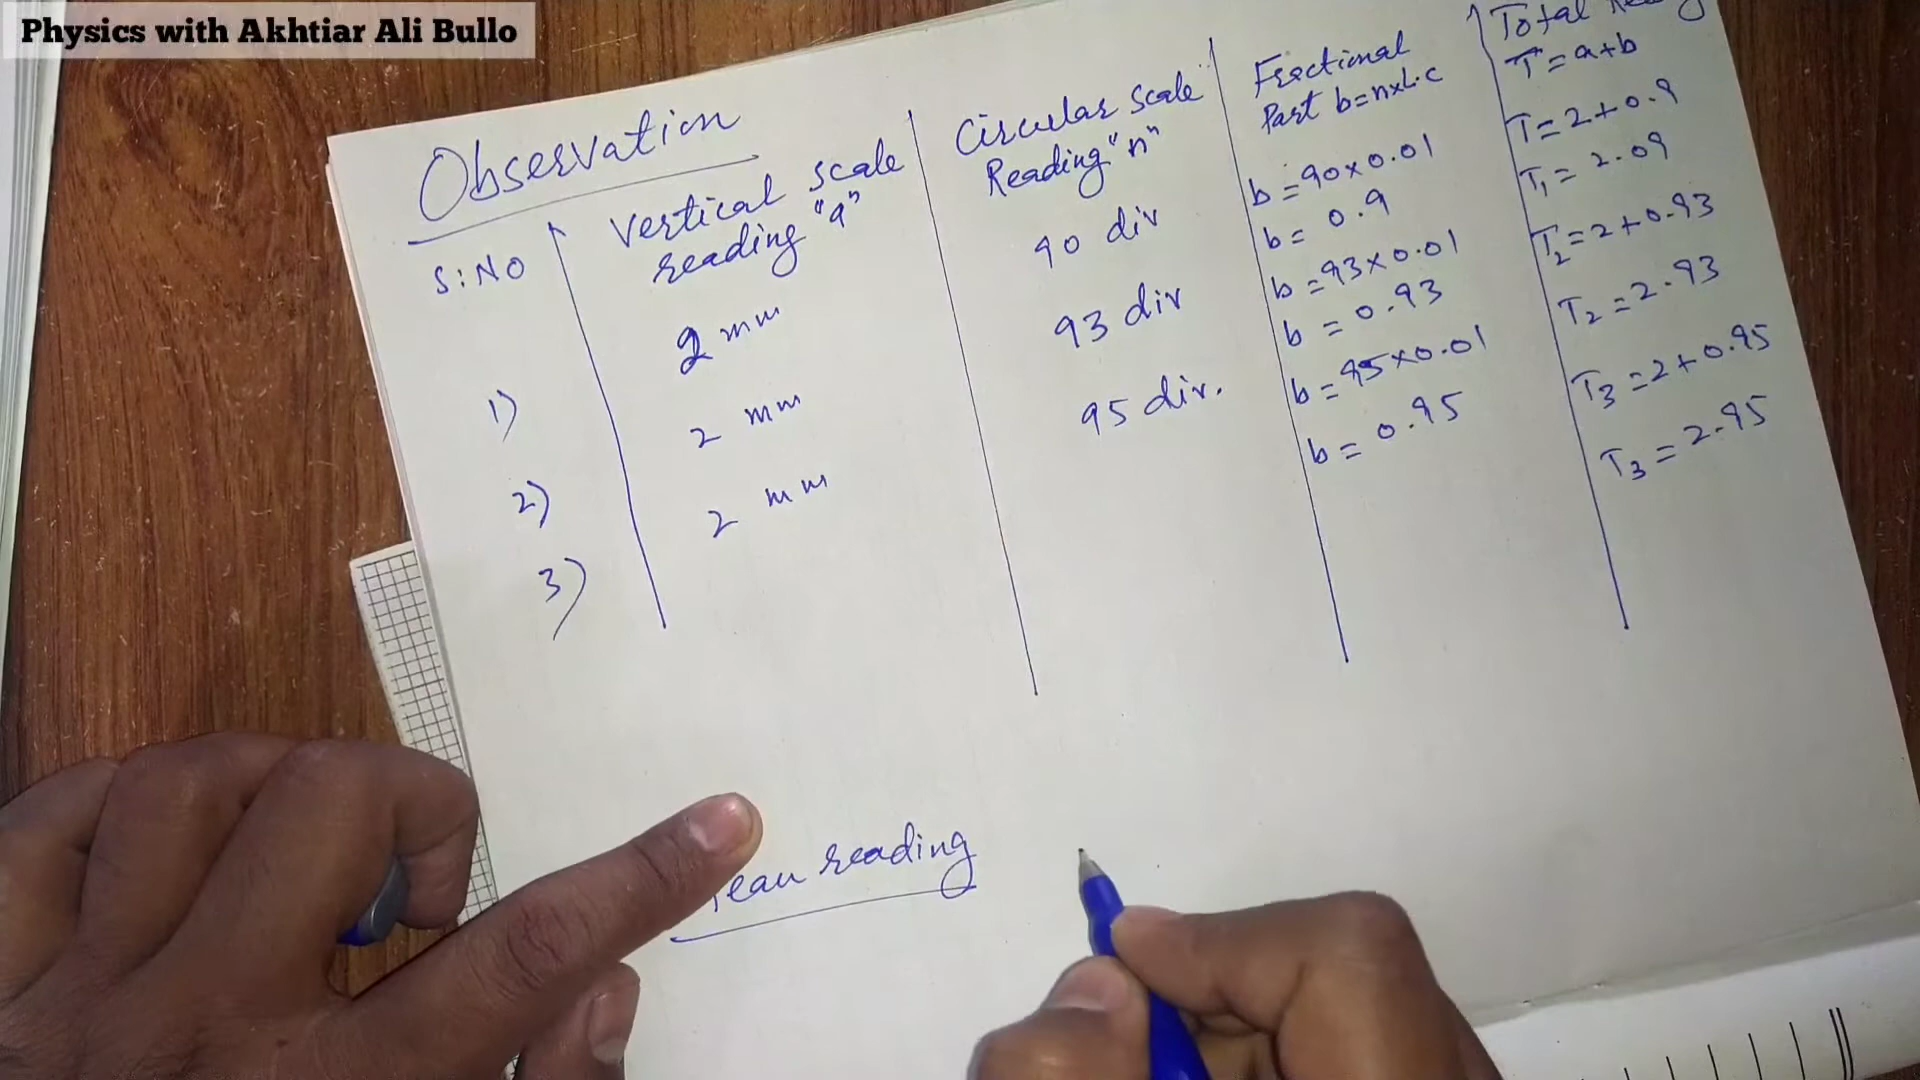 Physics with Akhtiar Ali Bullo
Observation
S:NO
Vertical scale
reading "a"
Circular Scale
Reading "n"
Fractional
Part b=n×L.C
Total
T=a+b
1)
2 mm
90 div
b=90×0.01
b=0.9
T=2+0.9
T₁=2.09
2)
2 mm
93 div
b=93×0.01
b=0.93
T₂=2+0.93
T₂=2.93
3)
2 mm
95 div.
b=95×0.01
b=0.95
T₃=2+0.95
T₃=2.95
reading